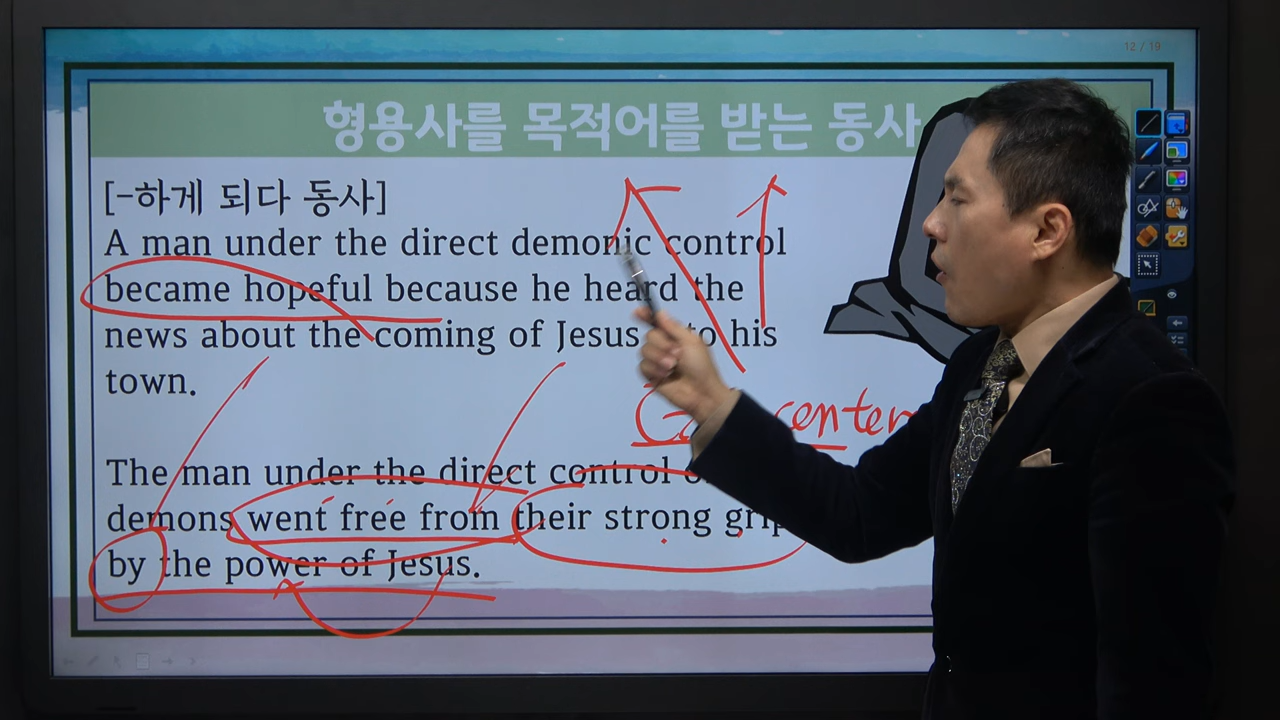 12 / 19
형용사를 목적어를 받는 동사
[-하게 되다 동사]
A man under the direct demonic control
became hopeful because he heard the
news about the coming of Jesus to his
town.
center
The man under the direct control
demons went free from their strong grip
by the power of Jesus.